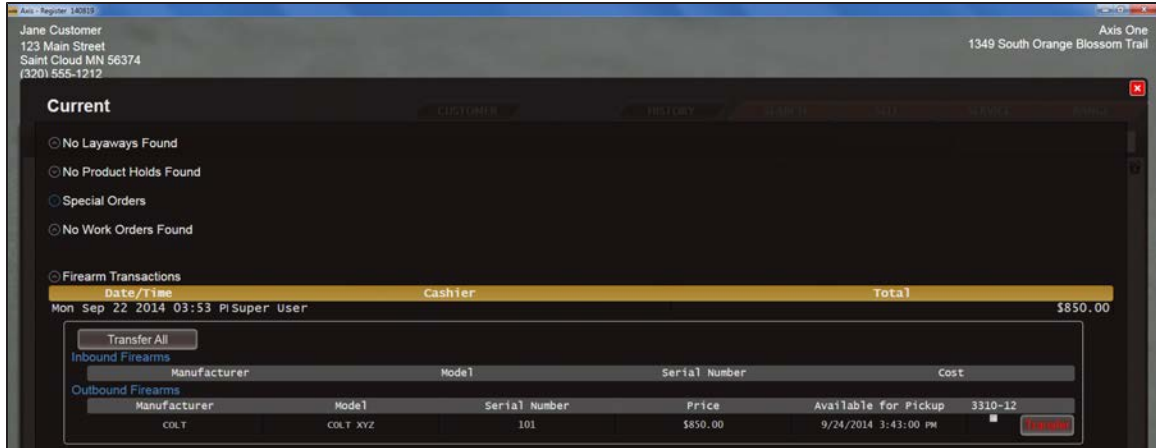 Axis - Register 140819
Jane Customer
123 Main Street
Saint Cloud MN 56374
(320) 555-1212
Axis One
1349 South Orange Blossom Trail
Current
CUSTOMER HISTORY SEARCH
No Layaways Found
No Product Holds Found
Special Orders
No Work Orders Found
Firearm Transactions
Date/Time Cashier Total
Mon Sep 22 2014 03:53 Super User $850.00
Transfer All
Inbound Firearms
Manufacturer Model Serial Number Cost
Outbound Firearms
Manufacturer Model Serial Number Price Available for Pickup 3310-12
COLT COLT XYZ 101 $850.00 9/24/2014 3:43:00 PM Transfer